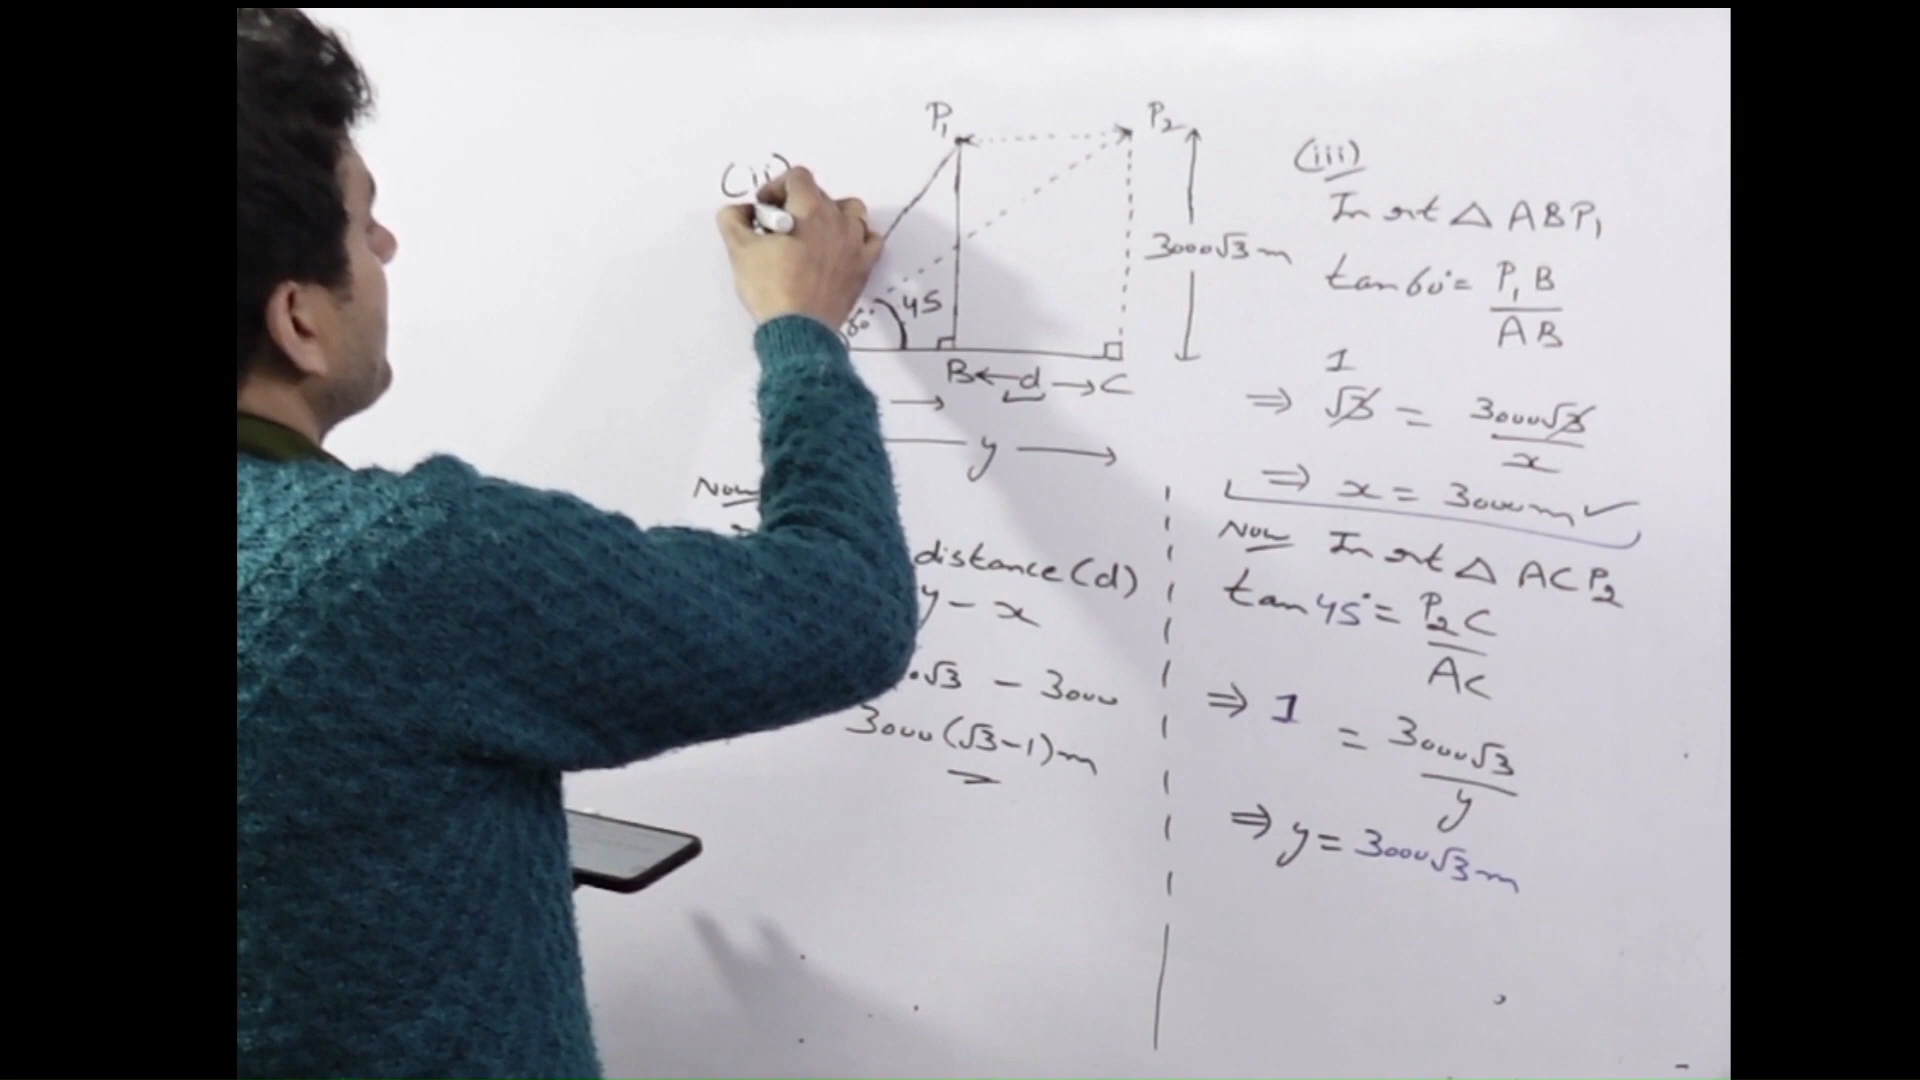 P₁
P₂
(ii)
3000√3 m
60°
45
B ← d → C
y
Now
distance (d)
y - x
√3 - 3000
3000 (√3 - 1) m
(iii)
In rt △ ABP₁
tan 60° = P₁B / AB
1
⇒ √3 = 3000√3 / x
⇒ x = 3000m ✓
Now In rt △ ACP₂
tan 45° = P₂C / AC
⇒ 1 = 3000√3 / y
⇒ y = 3000√3 m